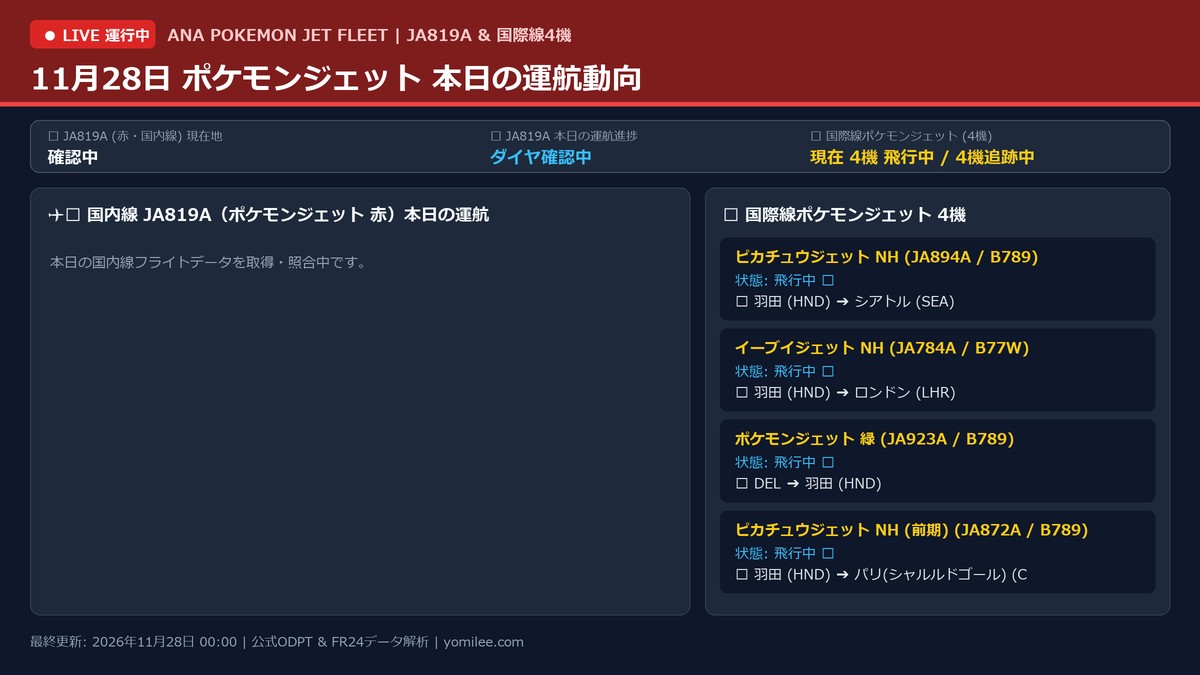 ● LIVE 運行中 ANA POKEMON JET FLEET | JA819A & 国際線4機
11月28日 ポケモンジェット 本日の運航動向
□ JA819A (赤・国内線) 現在地
確認中
□ JA819A 本日の運航進捗
ダイヤ確認中
□ 国際線ポケモンジェット (4機)
現在 4機 飛行中 / 4機追跡中
✈□ 国内線 JA819A（ポケモンジェット 赤）本日の運航
本日の国内線フライトデータを取得・照合中です。
□ 国際線ポケモンジェット 4機
ピカチュウジェット NH (JA894A / B789)
状態: 飛行中 □
□ 羽田 (HND) ➔ シアトル (SEA)
イーブイジェット NH (JA784A / B77W)
状態: 飛行中 □
□ 羽田 (HND) ➔ ロンドン (LHR)
ポケモンジェット 緑 (JA923A / B789)
状態: 飛行中 □
□ DEL ➔ 羽田 (HND)
ピカチュウジェット NH (前期) (JA872A / B789)
状態: 飛行中 □
□ 羽田 (HND) ➔ パリ(シャルルドゴール) (C
最終更新: 2026年11月28日 00:00 | 公式ODPT & FR24データ解析 | yomilee.com